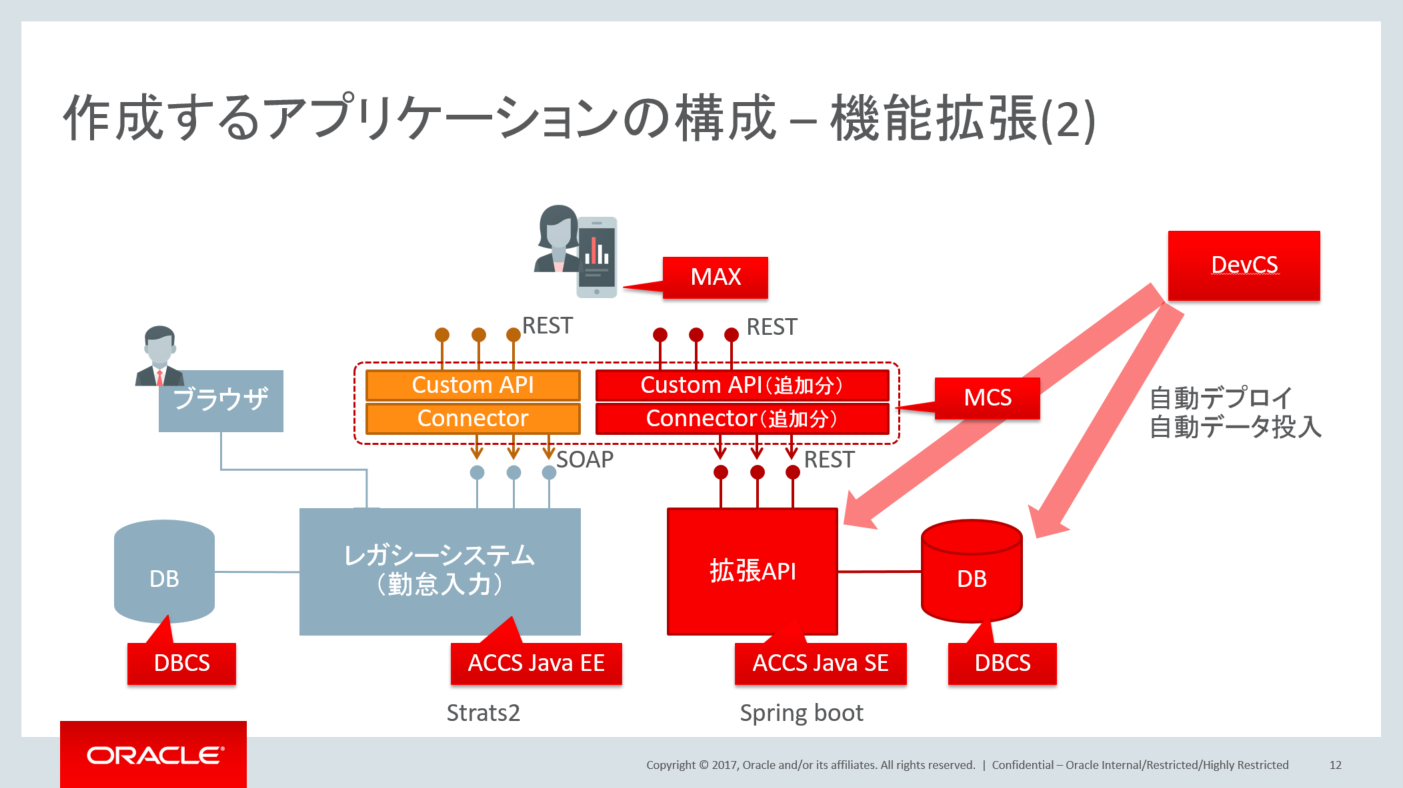 作成するアプリケーションの構成 – 機能拡張(2)
MAX
DevCS
REST
REST
ブラウザ
Custom API
Custom API(追加分)
Connector
Connector(追加分)
MCS
自動デプロイ
自動データ投入
SOAP
REST
DB
レガシーシステム
(勤怠入力)
拡張API
DB
DBCS
ACCS Java EE
ACCS Java SE
DBCS
Strats2
Spring boot
ORACLE®
Copyright © 2017, Oracle and/or its affiliates. All rights reserved. | Confidential – Oracle Internal/Restricted/Highly Restricted 12